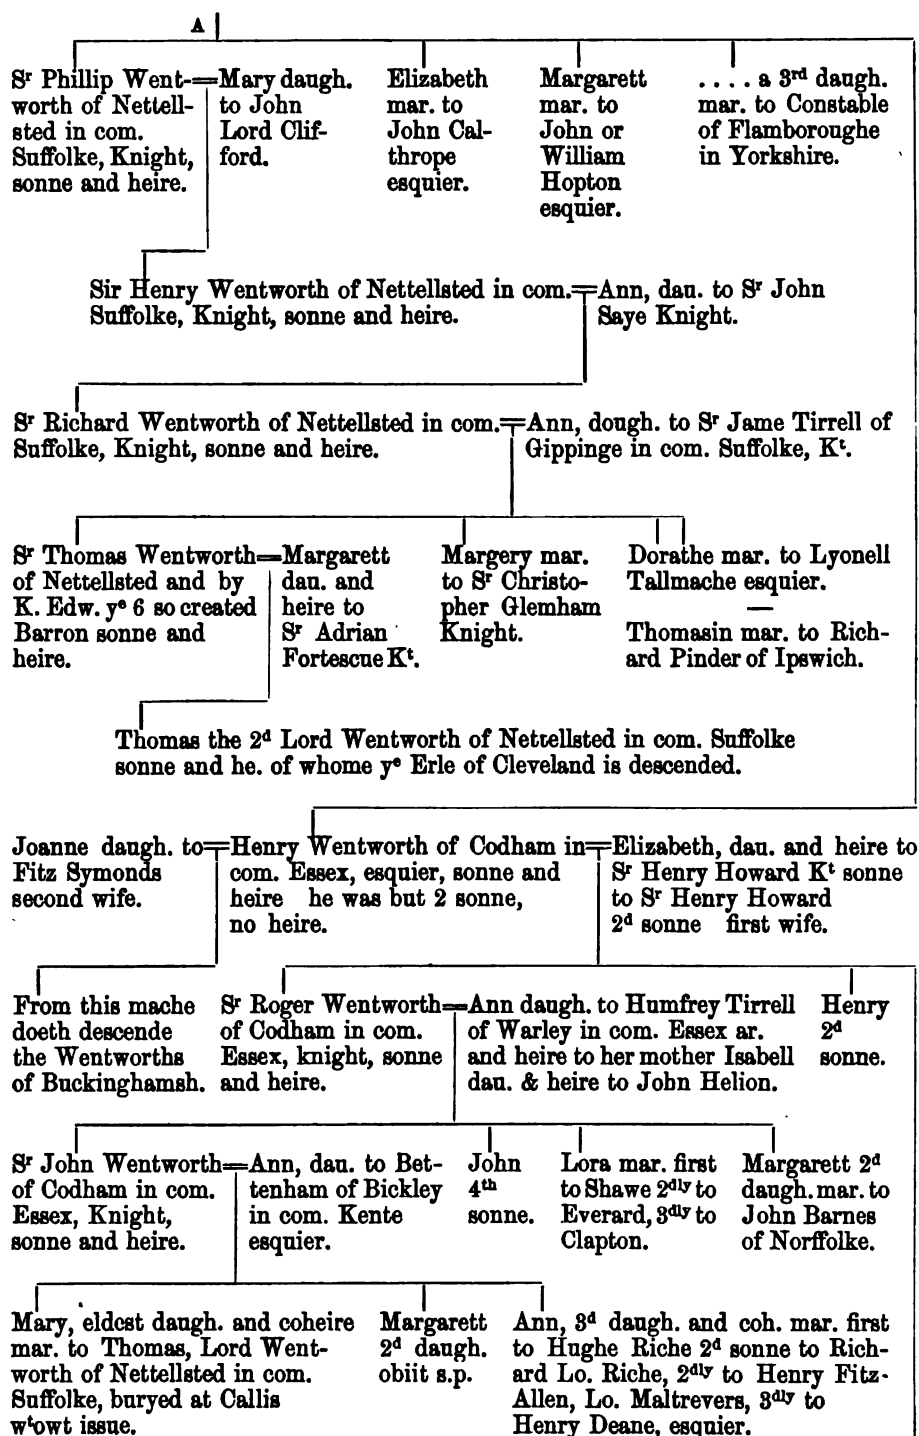 A
Sr Phillip Went-
worth of Nettell-
sted in com.
Suffolke, Knight,
sonne and heire.
Mary daugh.
to John
Lord Clif-
ford.
Elizabeth
mar. to
John Cal-
thrope
esquier.
Margarett
mar. to
John or
William
Hopton
esquier.
. . . . a 3rd daugh.
mar. to Constable
of Flamboroughe
in Yorkshire.
Sir Henry Wentworth of Nettellsted in com.
Suffolke, Knight, sonne and heire.
Ann, dau. to Sr John
Saye Knight.
Sr Richard Wentworth of Nettellsted in com.
Suffolke, Knight, sonne and heire.
Ann, dough. to Sr Jame Tirrell of
Gippinge in com. Suffolke, Kt.
Sr Thomas Wentworth
of Nettellsted and by
K. Edw. ye 6 so created
Barron sonne and
heire.
Margarett
dau. and
heire to
Sr Adrian
Fortescue Kt.
Margery mar.
to Sr Christo-
pher Glemham
Knight.
Dorathe mar. to Lyonell
Tallmache esquier.
—
Thomasin mar. to Rich-
ard Pinder of Ipswich.
Thomas the 2d Lord Wentworth of Nettellsted in com. Suffolke
sonne and he. of whome ye Erle of Cleveland is descended.
Joanne daugh. to
Fitz Symonds
second wife.
Henry Wentworth of Codham in
com. Essex, esquier, sonne and
heire he was but 2 sonne,
no heire.
Elizabeth, dau. and heire to
Sr Henry Howard Kt sonne
to Sr Henry Howard
2d sonne first wife.
From this mache
doeth descende
the Wentworths
of Buckinghamsh.
Sr Roger Wentworth
of Codham in com.
Essex, knight, sonne
and heire.
Ann daugh. to Humfrey Tirrell
of Warley in com. Essex ar.
and heire to her mother Isabell
dau. & heire to John Helion.
Henry
2d
sonne.
Sr John Wentworth
of Codham in com.
Essex, Knight,
sonne and heire.
Ann, dau. to Bet-
tenham of Bickley
in com. Kente
esquier.
John
4th
sonne.
Lora mar. first
to Shawe 2dly to
Everard, 3dly to
Clapton.
Margarett 2d
daugh. mar. to
John Barnes
of Norffolke.
Mary, eldest daugh. and coheire
mar. to Thomas, Lord Went-
worth of Nettellsted in com.
Suffolke, buryed at Callis
wtowt issue.
Margarett
2d daugh.
obiit s.p.
Ann, 3d daugh. and coh. mar. first
to Hughe Riche 2d sonne to Rich-
ard Lo. Riche, 2dly to Henry Fitz-
Allen, Lo. Maltrevers, 3dly to
Henry Deane, esquier.